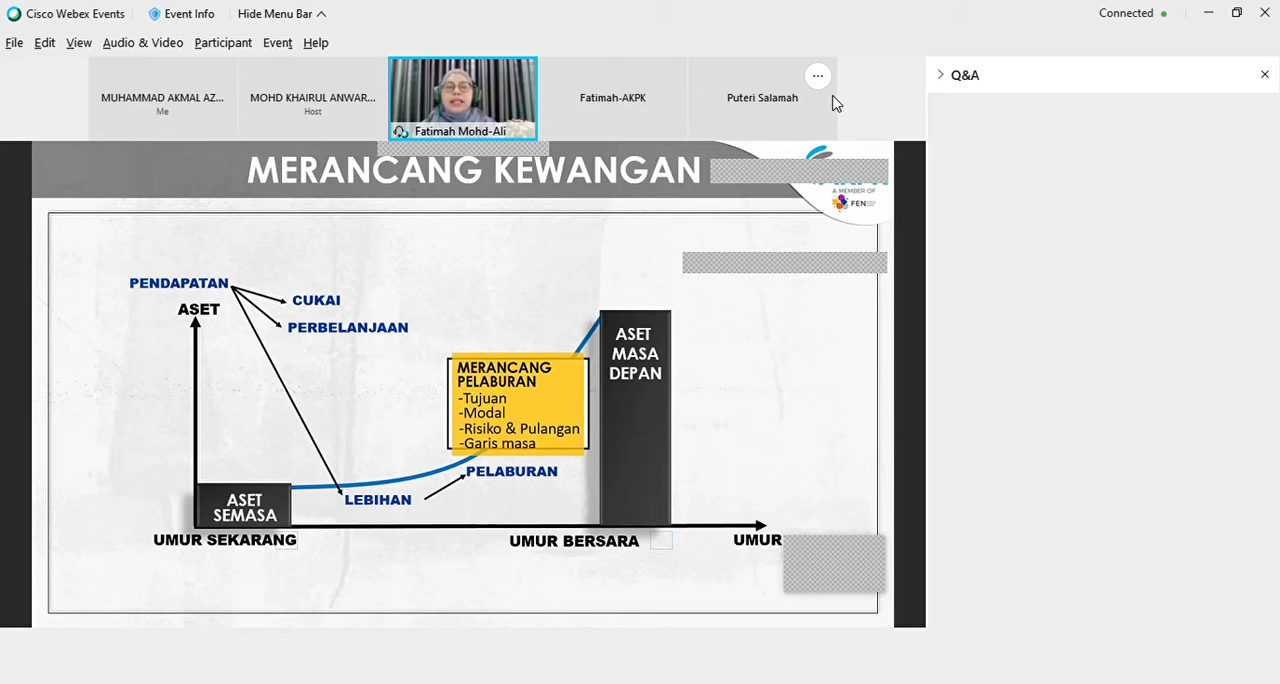 Cisco Webex Events
Event Info
Hide Menu Bar
Connected
File Edit View Audio & Video Participant Event Help
MUHAMMAD AKMAL AZ...
Me
MOHD KHAIRUL ANWAR...
Host
Fatimah Mohd-Ali
Fatimah-AKPK
Puteri Salamah
Q&A
MERANCANG KEWANGAN
A MEMBER OF
FEN
PENDAPATAN
CUKAI
ASET
PERBELANJAAN
ASET
MASA
DEPAN
MERANCANG
PELABURAN
-Tujuan
-Modal
-Risiko & Pulangan
-Garis masa
PELABURAN
LEBIHAN
ASET
SEMASA
UMUR SEKARANG
UMUR BERSARA
UMUR